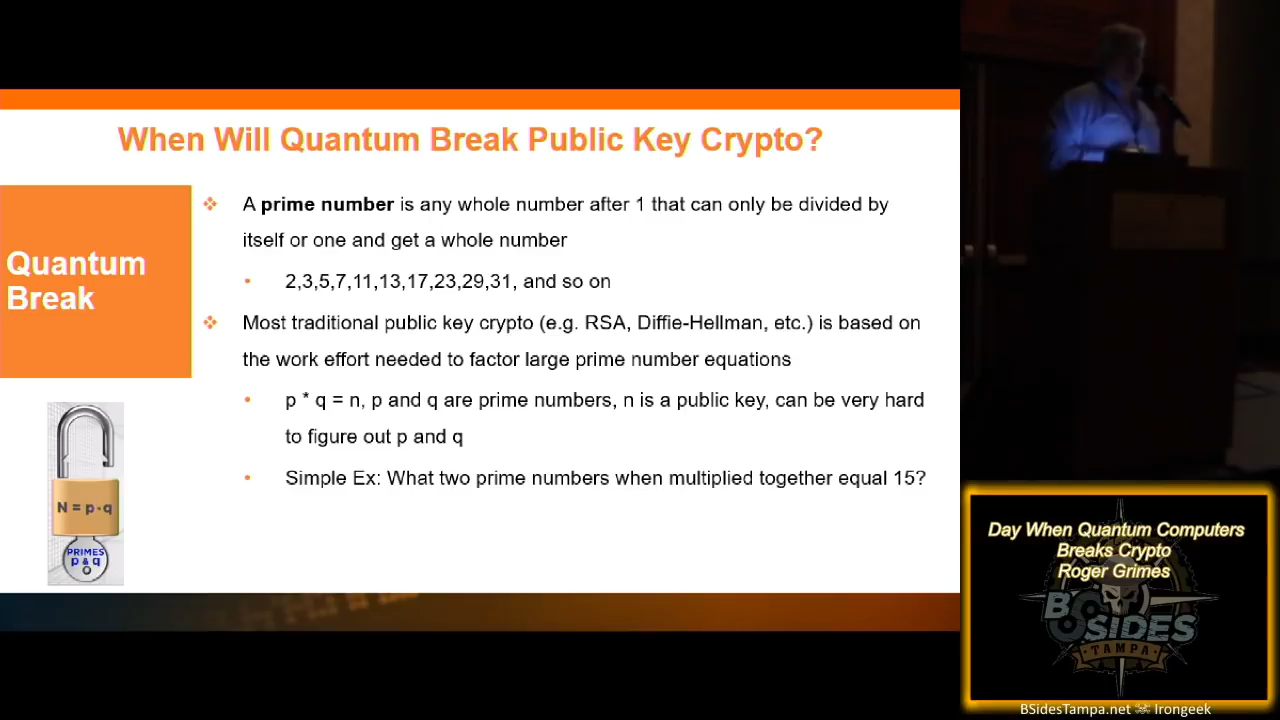 When Will Quantum Break Public Key Crypto?
Quantum
Break
A prime number is any whole number after 1 that can only be divided by
itself or one and get a whole number
2,3,5,7,11,13,17,23,29,31, and so on
Most traditional public key crypto (e.g. RSA, Diffie-Hellman, etc.) is based on
the work effort needed to factor large prime number equations
p * q = n, p and q are prime numbers, n is a public key, can be very hard
to figure out p and q
Simple Ex: What two prime numbers when multiplied together equal 15?
N = p·q
PRIMES
p & q
Day When Quantum Computers
Breaks Crypto
Roger Grimes
BSIDES
TAMPA
BSidesTampa.net ☠ Irongeek